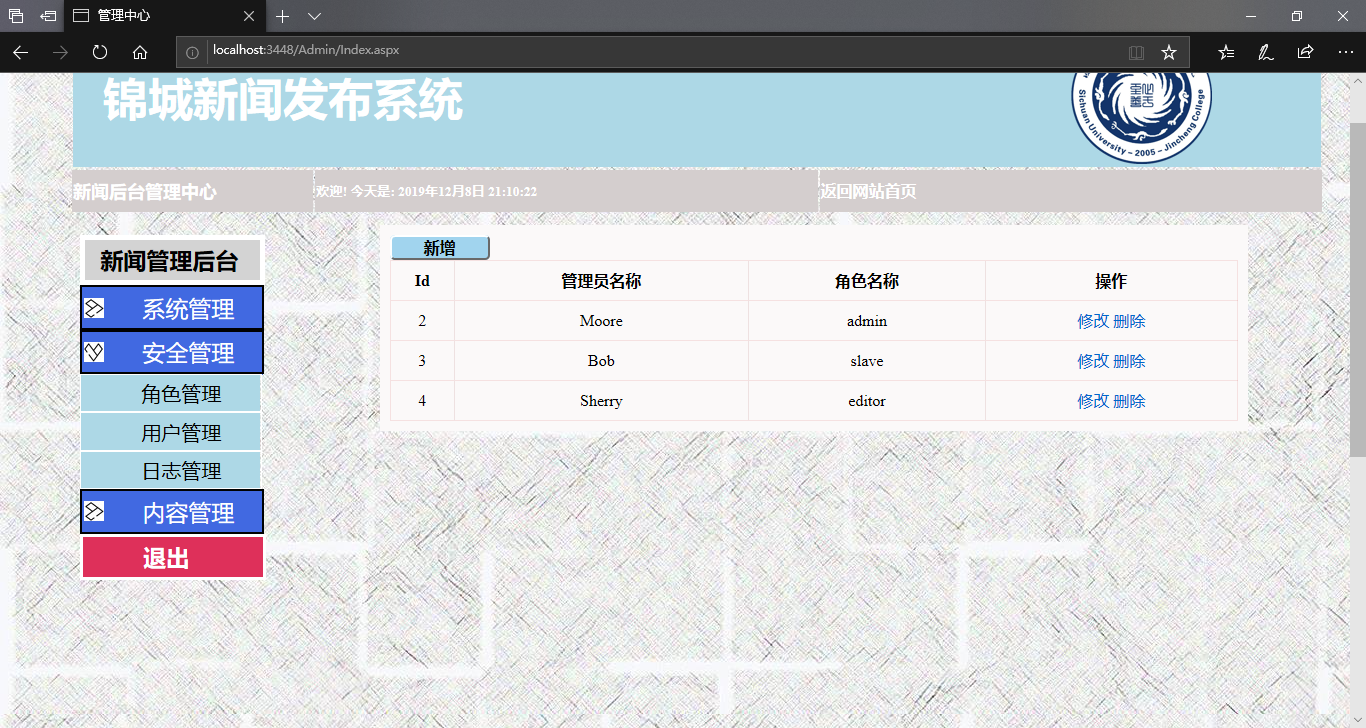 管理中心
localhost:3448/Admin/Index.aspx
锦城新闻发布系统
Sichuan University - 2005 - Jincheng College
新闻后台管理中心 欢迎! 今天是: 2019年12月8日 21:10:22 返回网站首页
新闻管理后台
系统管理
安全管理
角色管理
用户管理
日志管理
内容管理
退出
新增
Id 管理员名称 角色名称 操作
2 Moore admin 修改 删除
3 Bob slave 修改 删除
4 Sherry editor 修改 删除